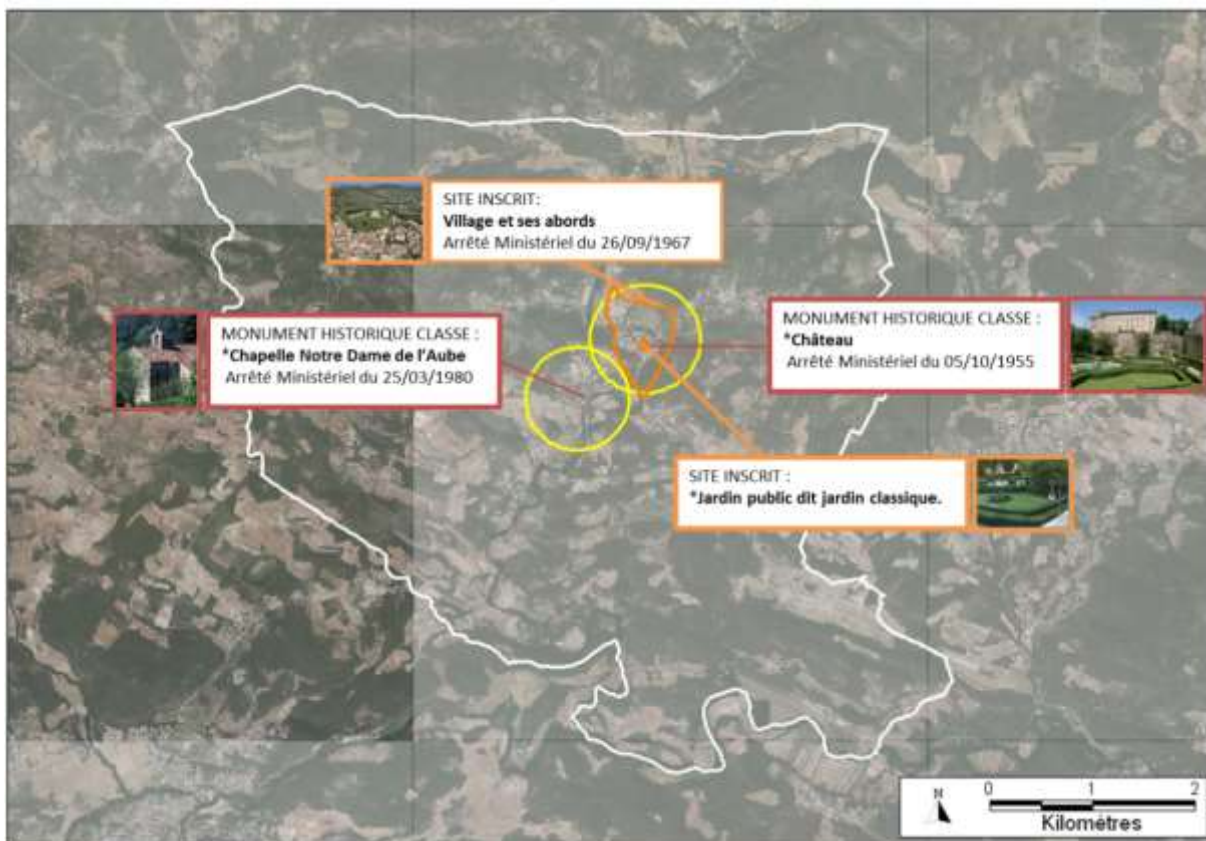 SITE INSCRIT:
Village et ses abords
Arrêté Ministériel du 26/09/1967
MONUMENT HISTORIQUE CLASSE :
*Chapelle Notre Dame de l'Aube
Arrêté Ministériel du 25/03/1980
MONUMENT HISTORIQUE CLASSE :
*Château
Arrêté Ministériel du 05/10/1955
SITE INSCRIT :
*Jardin public dit jardin classique.
N
0 1 2
Kilomètres